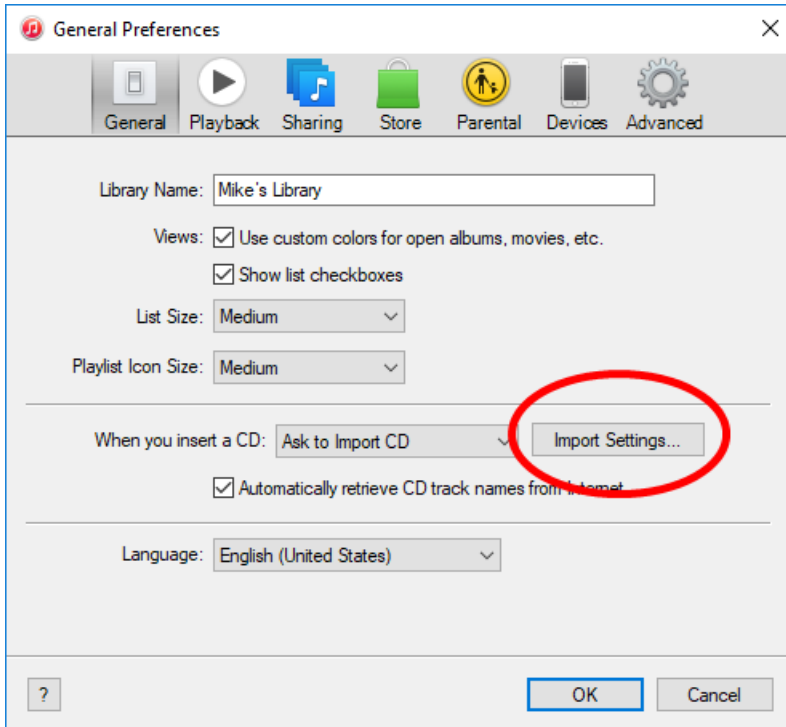 General Preferences
General Playback Sharing Store Parental Devices Advanced
Library Name: Mike's Library
Views: Use custom colors for open albums, movies, etc.
Show list checkboxes
List Size: Medium
Playlist Icon Size: Medium
When you insert a CD: Ask to Import CD Import Settings...
Automatically retrieve CD track names from Internet
Language: English (United States)
? OK Cancel